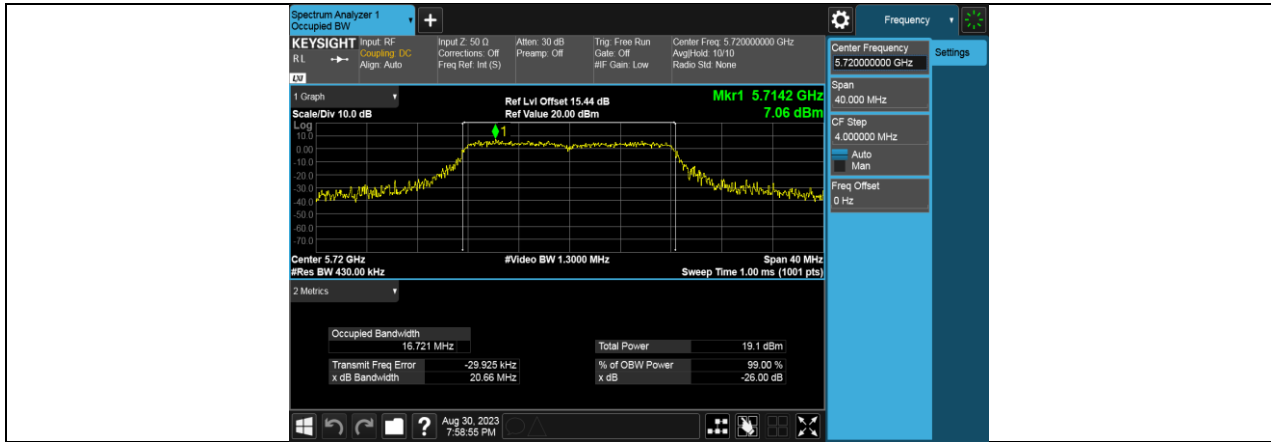 Spectrum Analyzer 1
Occupied BW
Frequency
KEYSIGHT
R L
LXI
Input: RF
Coupling: DC
Align: Auto
Input Z: 50 Ω
Corrections: Off
Freq Ref: Int (S)
Atten: 30 dB
Preamp: Off
Trig: Free Run
Gate: Off
#IF Gain: Low
Center Freq: 5.720000000 GHz
Avg|Hold: 10/10
Radio Std: None
Center Frequency
5.720000000 GHz
Settings
Span
40.000 MHz
CF Step
4.000000 MHz
Auto
Man
Freq Offset
0 Hz
1 Graph
Scale/Div 10.0 dB
Ref Lvl Offset 15.44 dB
Ref Value 20.00 dBm
Mkr1 5.7142 GHz
7.06 dBm
Log
10.0
0.00
-10.0
-20.0
-30.0
-40.0
-50.0
-60.0
-70.0
1
Center 5.72 GHz
#Res BW 430.00 kHz
#Video BW 1.3000 MHz
Span 40 MHz
Sweep Time 1.00 ms (1001 pts)
2 Metrics
Occupied Bandwidth
16.721 MHz
Total Power 19.1 dBm
Transmit Freq Error -29.925 kHz
% of OBW Power 99.00 %
x dB Bandwidth 20.66 MHz
x dB -26.00 dB
?
Aug 30, 2023
7:58:55 PM